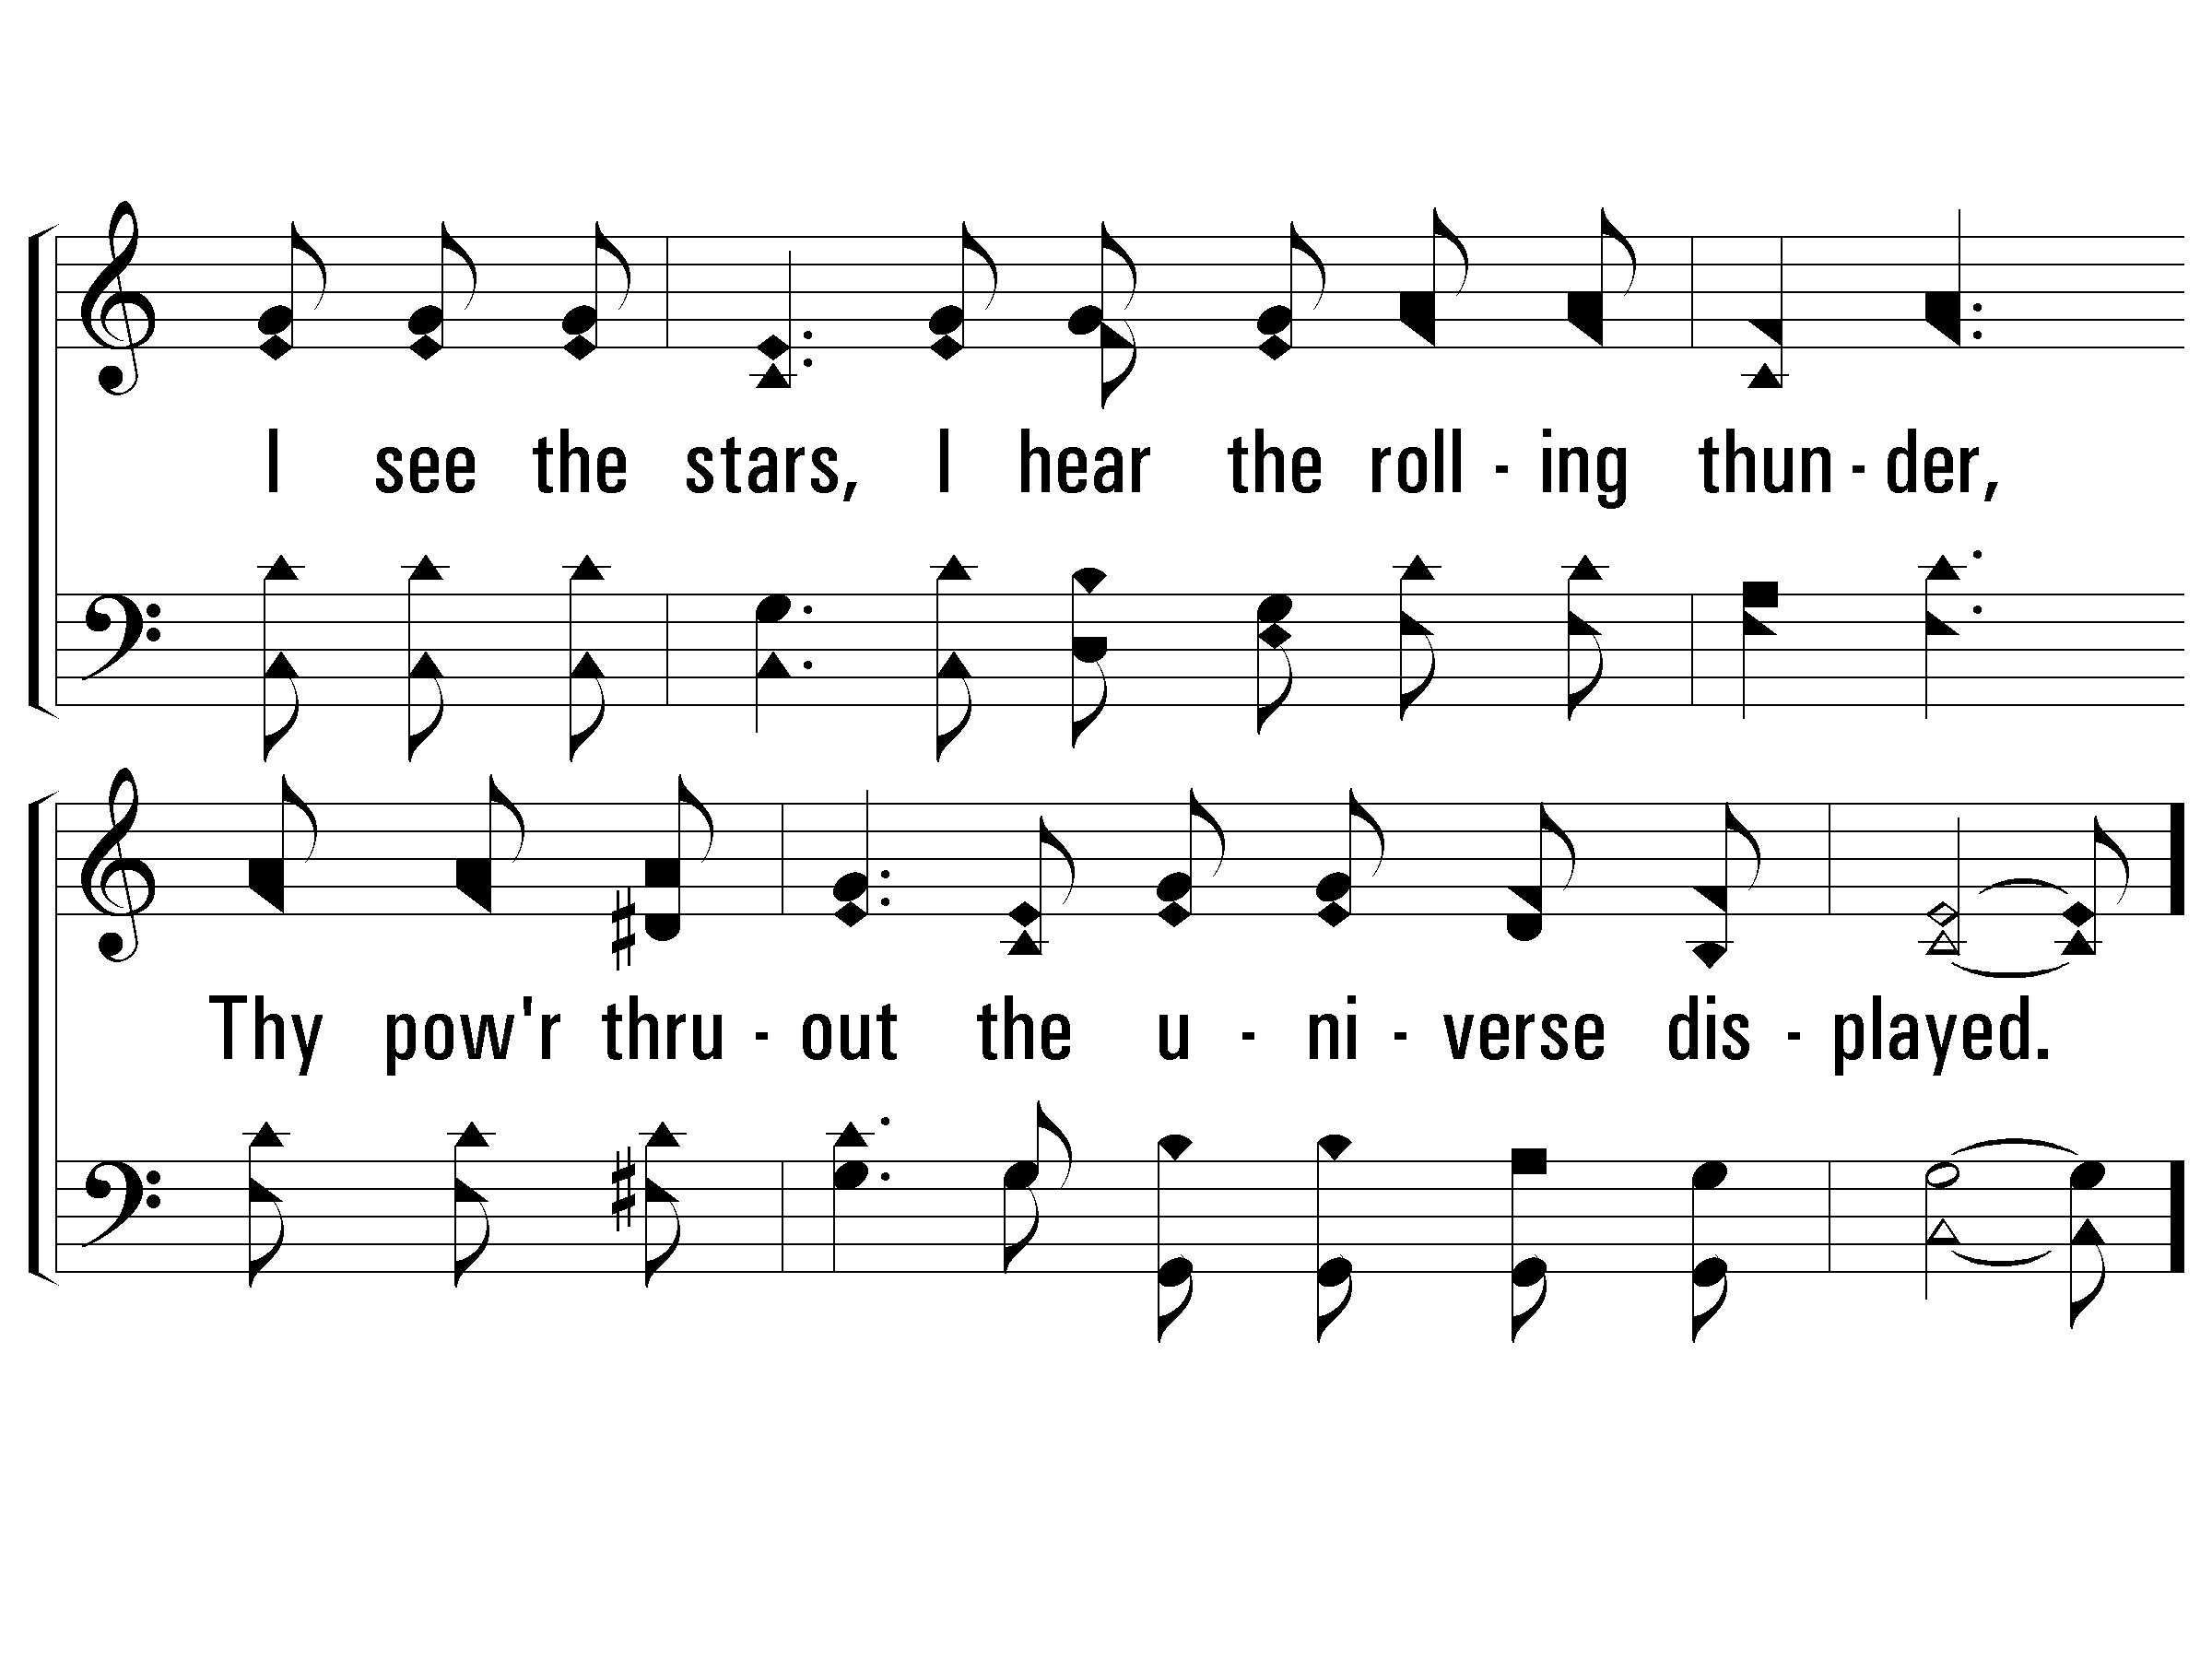 I see the stars, I hear the roll - ing thun - der,
Thy pow'r thru - out the u - ni - verse dis - played.